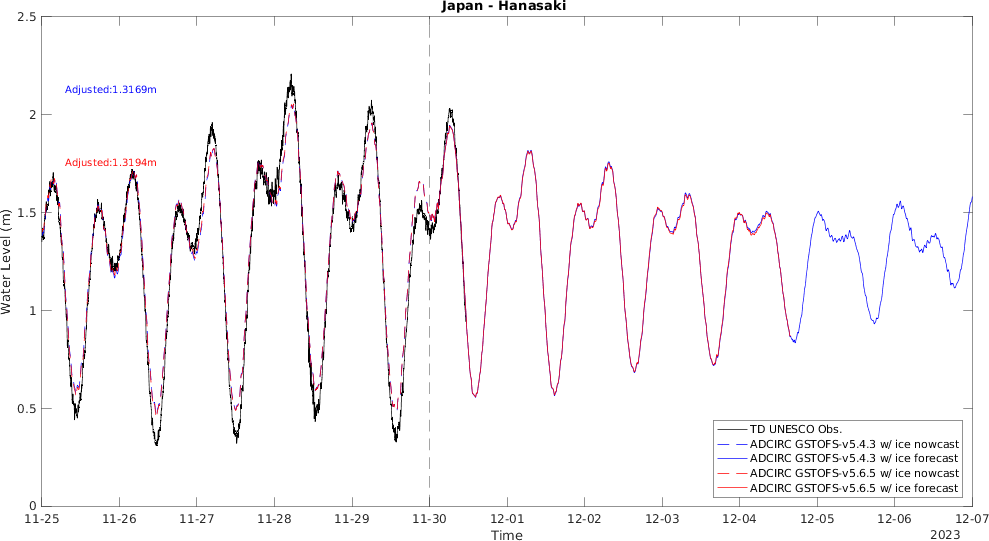 Japan - Hanasaki
2.5
Adjusted:1.3169m
2
Adjusted:1.3194m
1.5
Water Level (m)
1
0.5
TD UNESCO Obs.
ADCIRC GSTOFS-v5.4.3 w/ ice nowcast
ADCIRC GSTOFS-v5.4.3 w/ ice forecast
ADCIRC GSTOFS-v5.6.5 w/ ice nowcast
ADCIRC GSTOFS-v5.6.5 w/ ice forecast
0
11-25 11-26 11-27 11-28 11-29 11-30 12-01 12-02 12-03 12-04 12-05 12-06 12-07
Time
2023